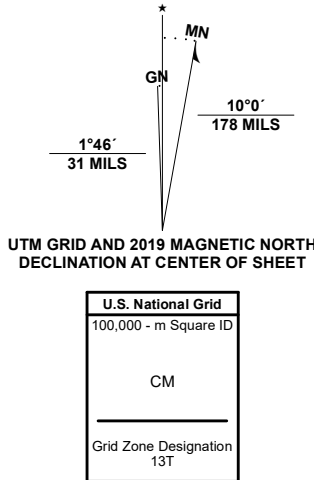 ★
MN
GN
10°0´
178 MILS
1°46´
31 MILS
UTM GRID AND 2019 MAGNETIC NORTH
DECLINATION AT CENTER OF SHEET
U.S. National Grid
100,000 - m Square ID
CM
Grid Zone Designation
13T